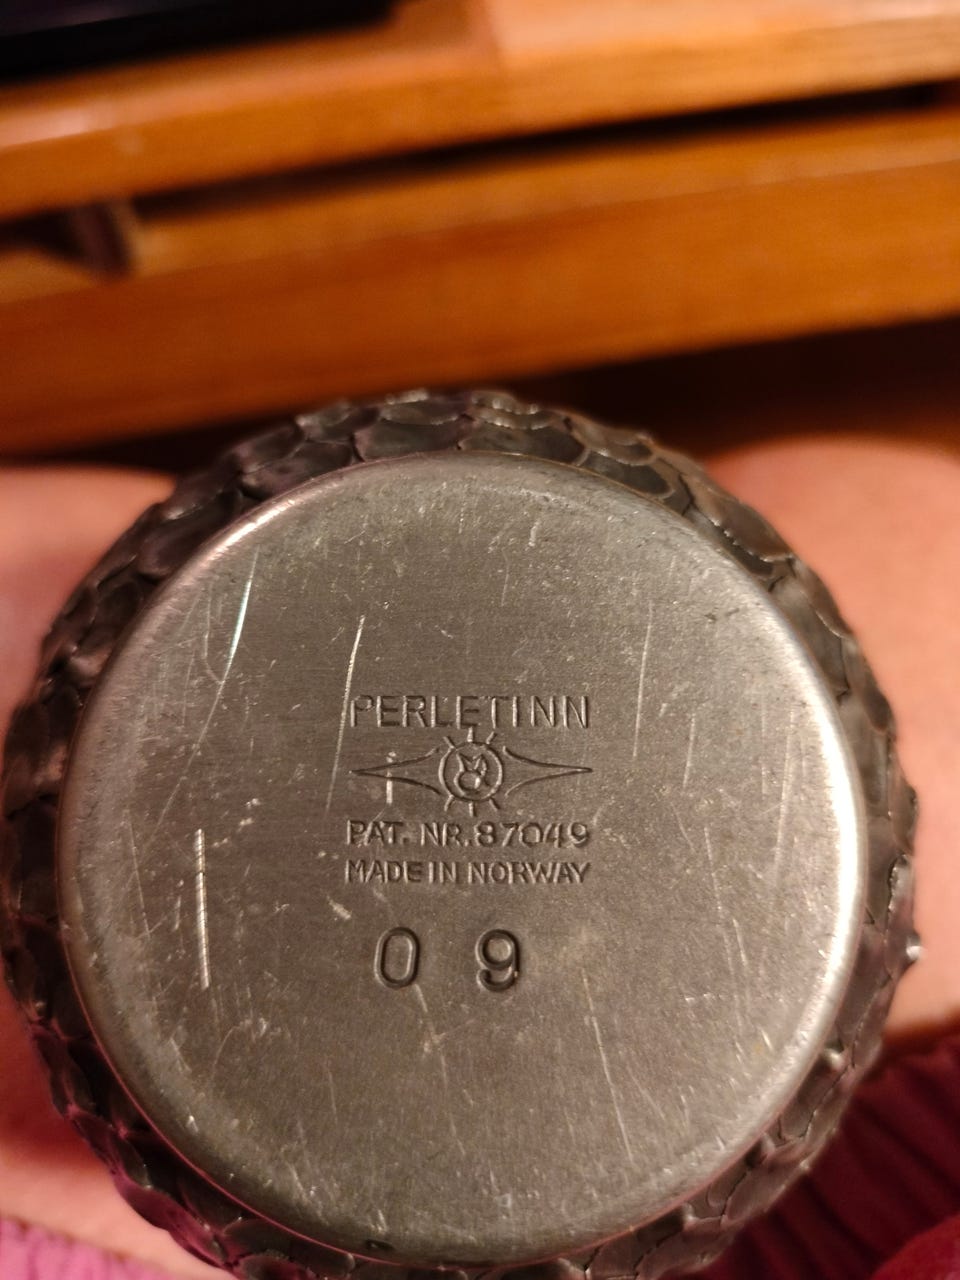 PERLETINN
PAT. NR. 87049
MADE IN NORWAY
0 9